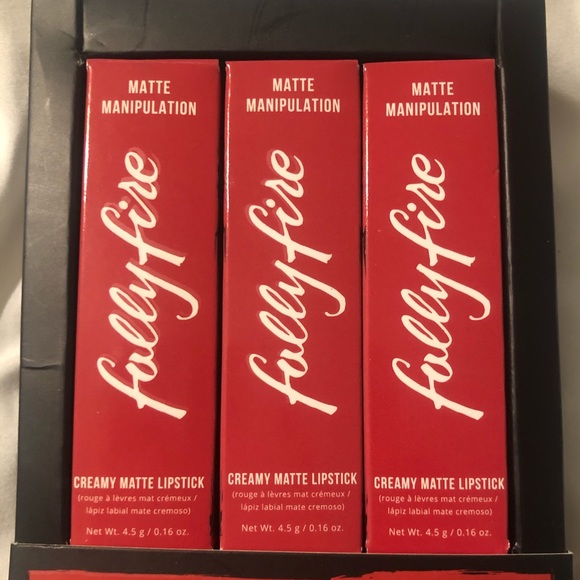 MATTE
MANIPULATION
fullyfire
CREAMY MATTE LIPSTICK
(rouge à lèvres mat crémeux /
lápiz labial mate cremoso)
Net Wt. 4.5 g / 0.16 oz.
MATTE
MANIPULATION
fullyfire
CREAMY MATTE LIPSTICK
(rouge à lèvres mat crémeux /
lápiz labial mate cremoso)
Net Wt. 4.5 g / 0.16 oz.
MATTE
MANIPULATION
fullyfire
CREAMY MATTE LIPSTICK
(rouge à lèvres mat crémeux /
lápiz labial mate cremoso)
Net Wt. 4.5 g / 0.16 oz.